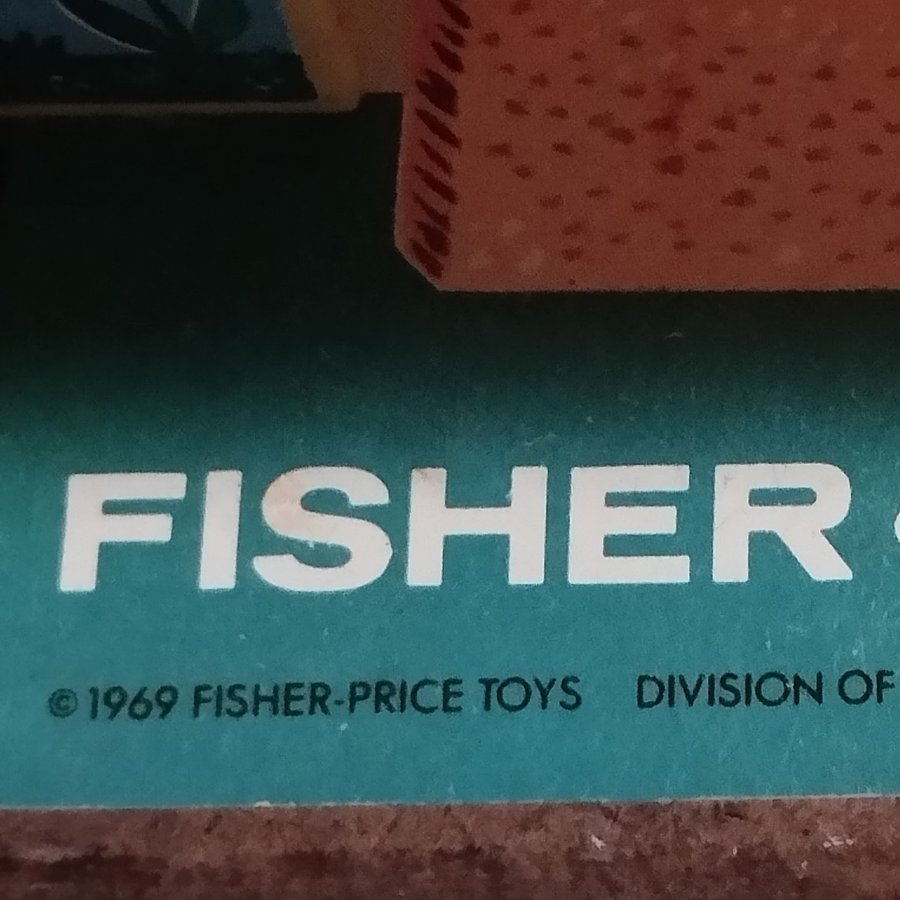 FISHER
© 1969 FISHER-PRICE TOYS DIVISION OF